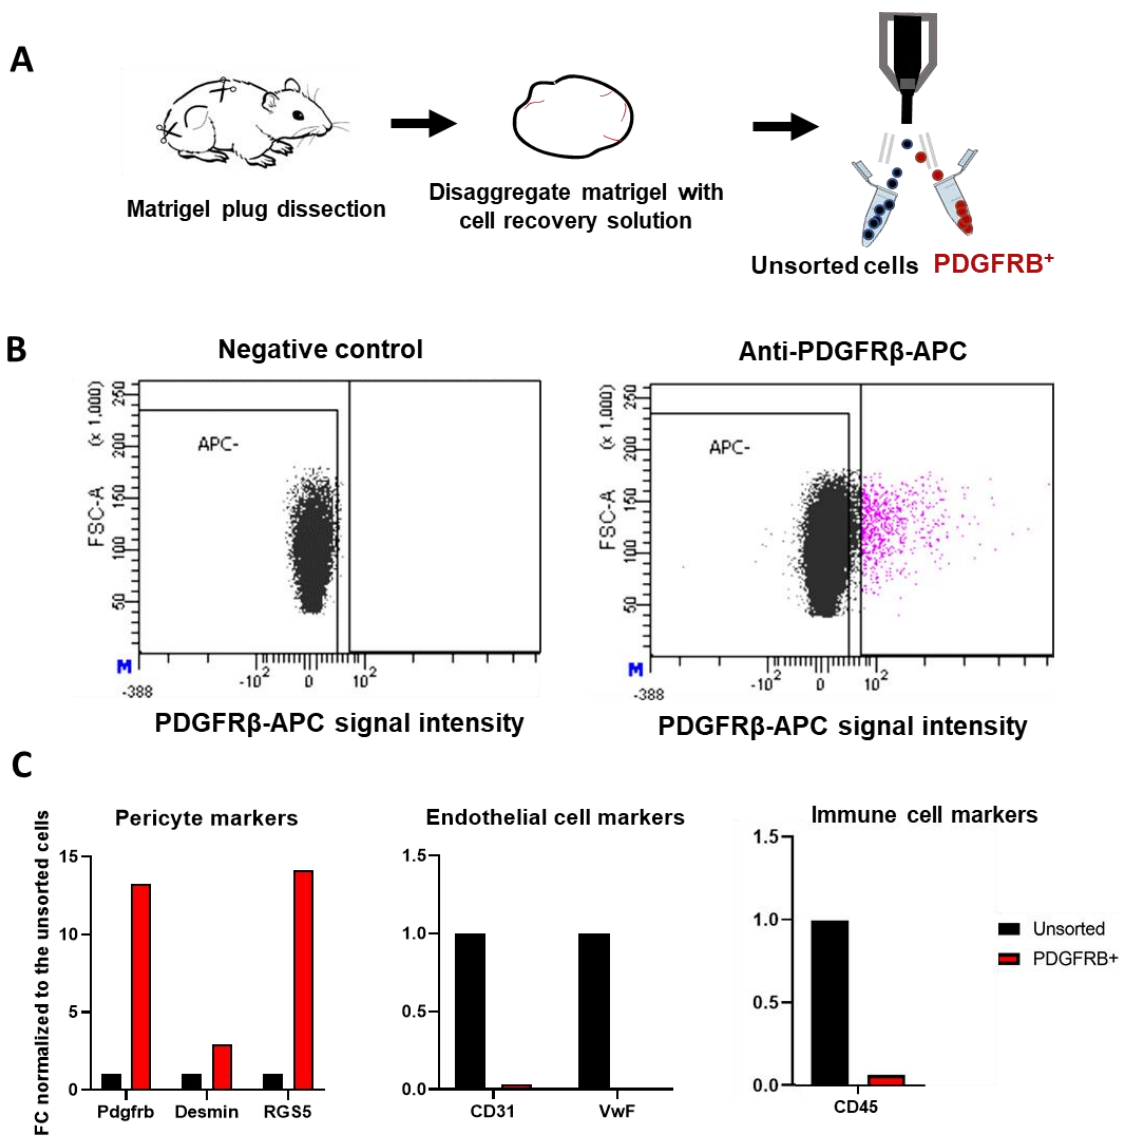 A
Matrigel plug dissection
Disaggregate matrigel with
cell recovery solution
Unsorted cells PDGFRB⁺
B
Negative control
Anti-PDGFRβ-APC
(x 1,000)
FSC-A
250
200
150
100
50
APC-
M
-388
-10²
0
10²
PDGFRβ-APC signal intensity
(x 1,000)
FSC-A
250
200
150
100
50
APC-
M
-388
-10²
0
10²
PDGFRβ-APC signal intensity
C
FC normalized to the unsorted cells
Pericyte markers
15
10
5
0
Pdgfrb
Desmin
RGS5
Endothelial cell markers
1.5
1.0
0.5
0.0
CD31
VwF
Immune cell markers
1.5
1.0
0.5
0.0
CD45
Unsorted
PDGFRB+